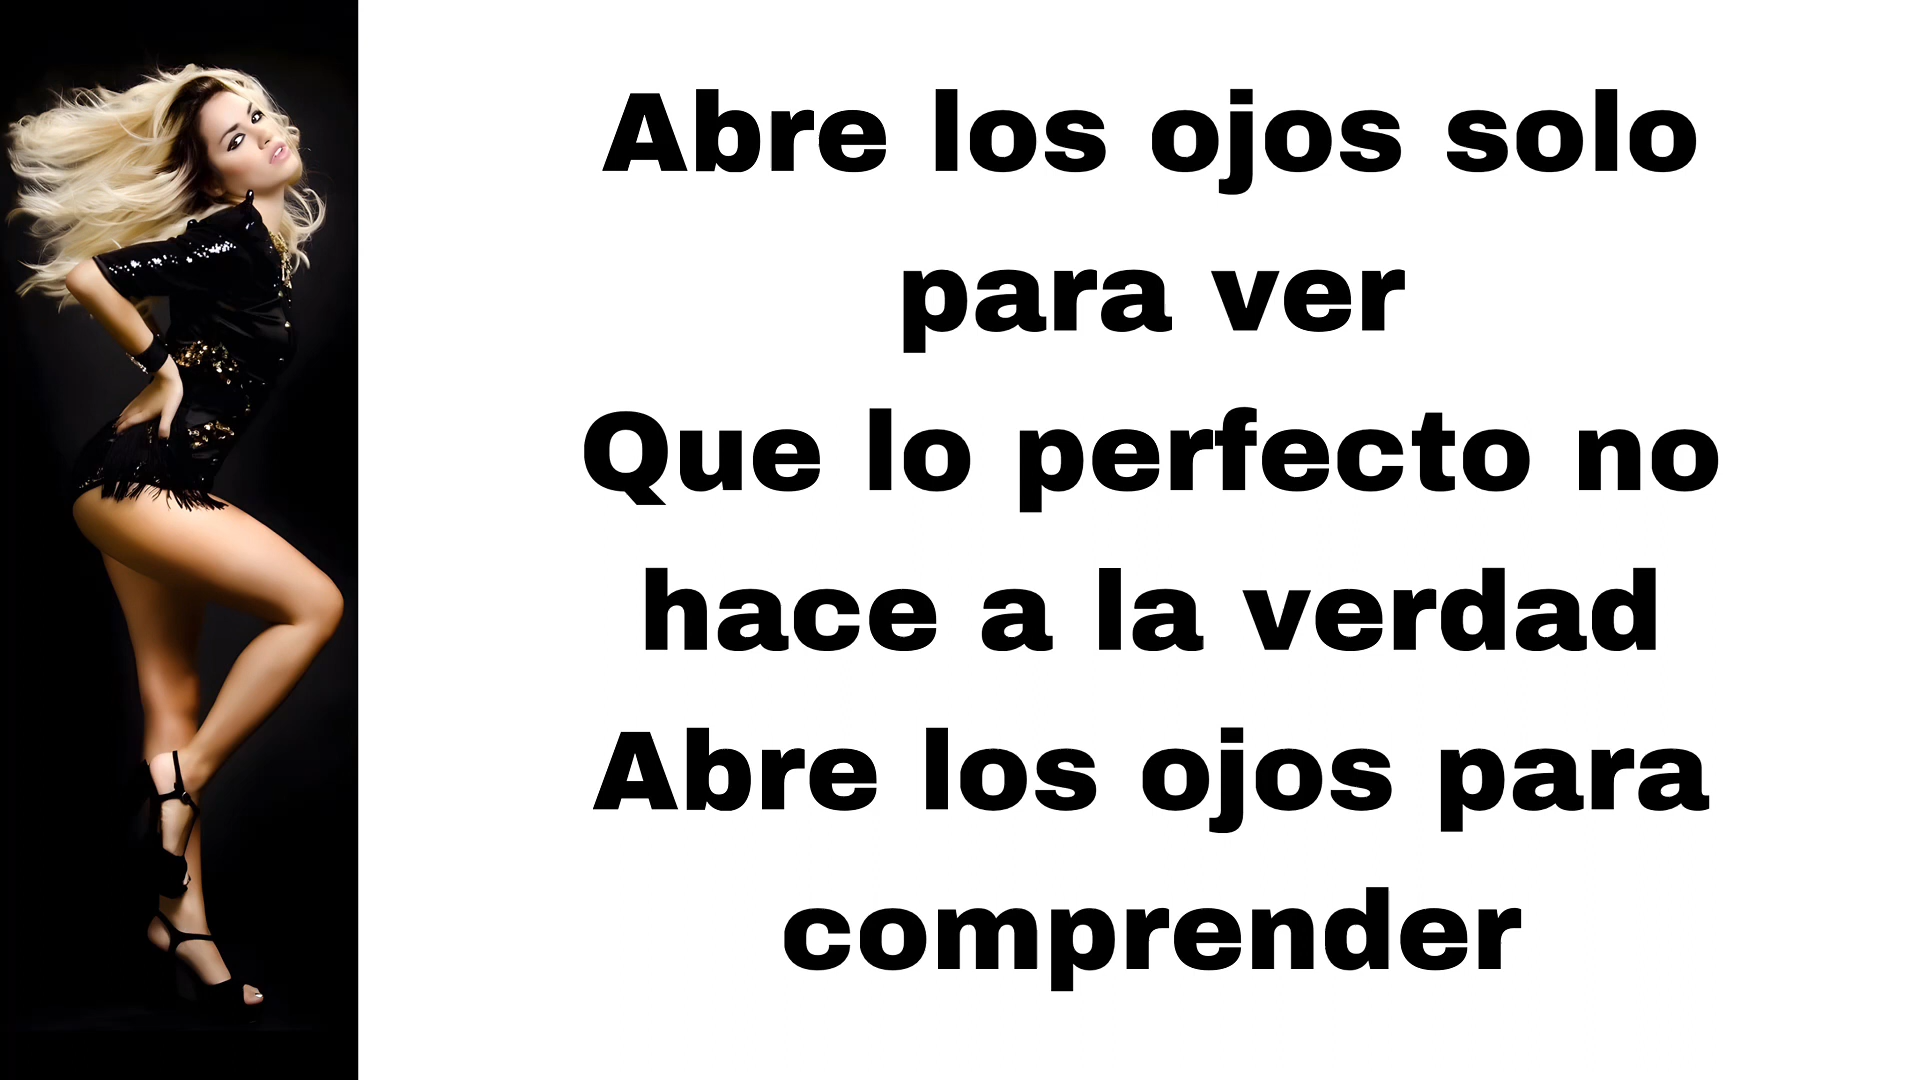 Abre los ojos solo
para ver
Que lo perfecto no
hace a la verdad
Abre los ojos para
comprender